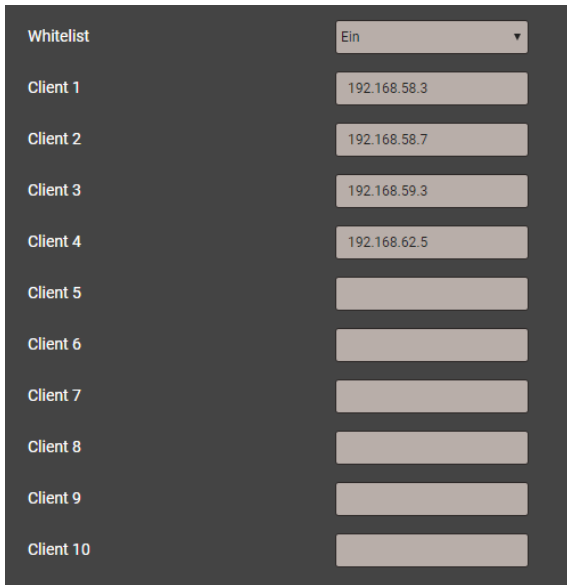 Whitelist Ein
Client 1 192.168.58.3
Client 2 192.168.58.7
Client 3 192.168.59.3
Client 4 192.168.62.5
Client 5
Client 6
Client 7
Client 8
Client 9
Client 10